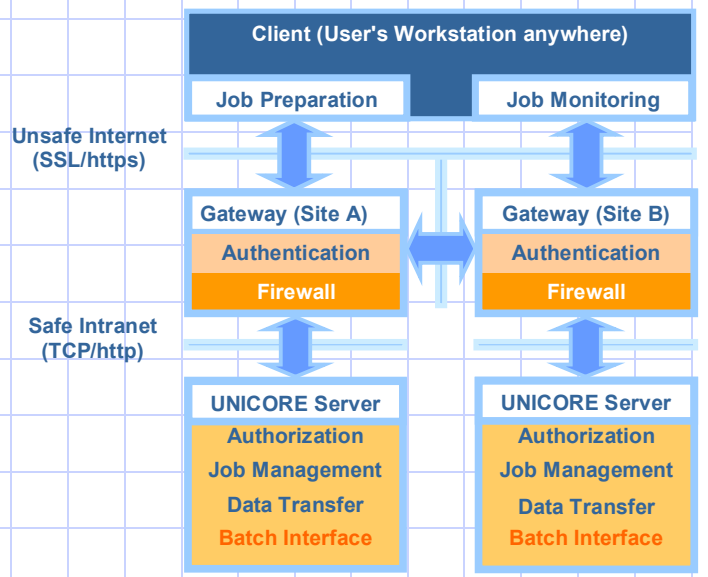 Client (User's Workstation anywhere)
Job Preparation
Job Monitoring
Unsafe Internet
(SSL/https)
Gateway (Site A)
Gateway (Site B)
Authentication
Authentication
Firewall
Firewall
Safe Intranet
(TCP/http)
UNICORE Server
UNICORE Server
Authorization
Authorization
Job Management
Job Management
Data Transfer
Data Transfer
Batch Interface
Batch Interface